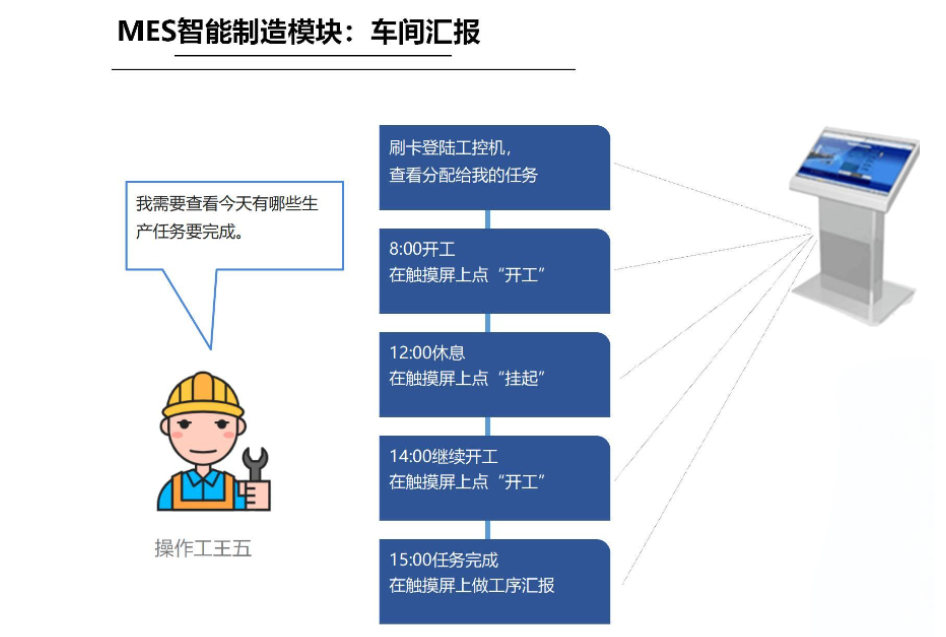 MES智能制造模块：车间汇报
我需要查看今天有哪些生
产任务要完成。
操作工王五
刷卡登陆工控机，
查看分配给我的任务
8:00开工
在触摸屏上点“开工”
12:00休息
在触摸屏上点“挂起”
14:00继续开工
在触摸屏上点“开工”
15:00任务完成
在触摸屏上做工序汇报